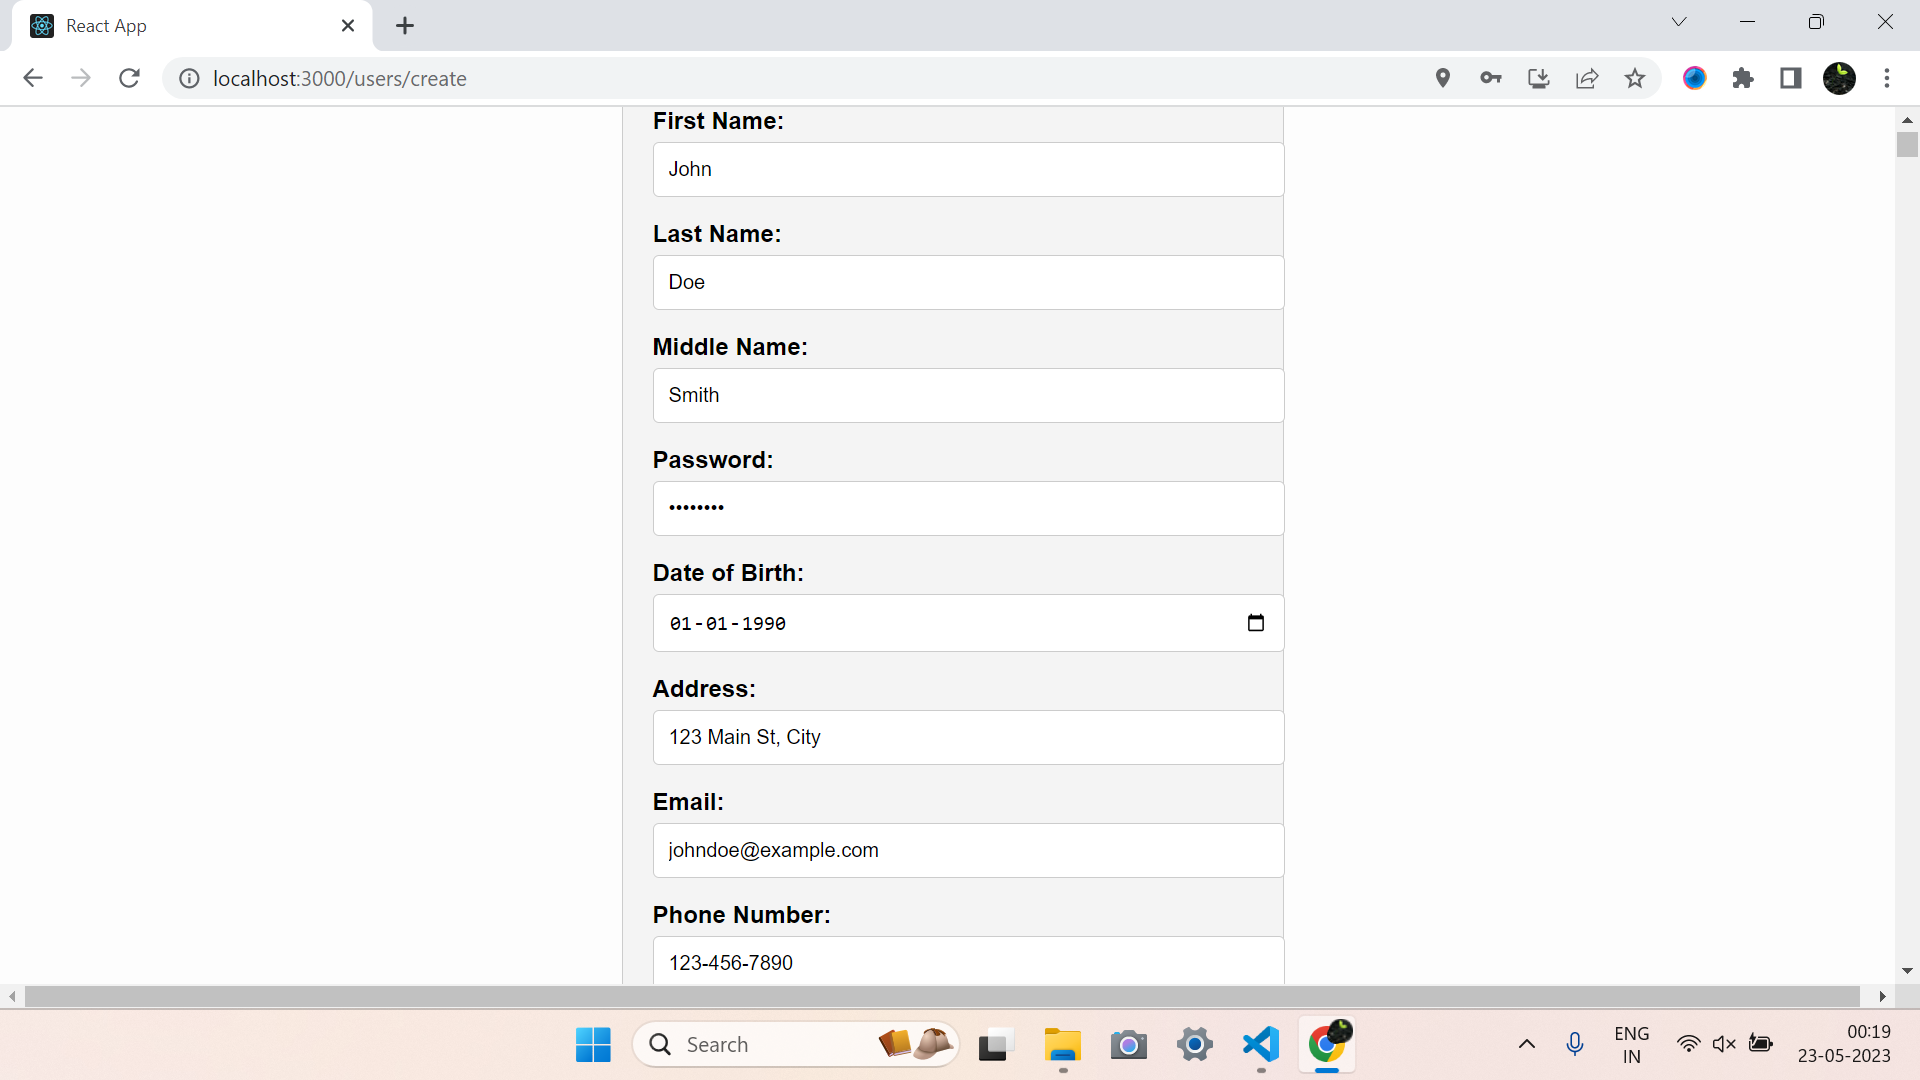 React App
localhost:3000/users/create
First Name:
John
Last Name:
Doe
Middle Name:
Smith
Password:
••••••••
Date of Birth:
01-01-1990
Address:
123 Main St, City
Email:
johndoe@example.com
Phone Number:
123-456-7890
Search
ENG
IN
00:19
23-05-2023